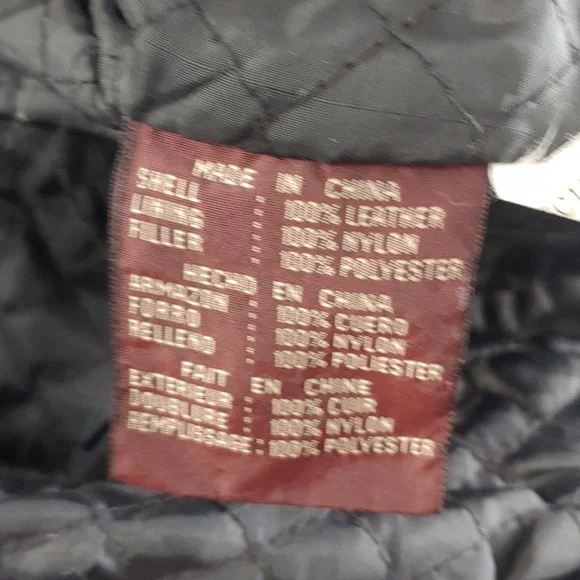 MADE IN CHINA
SHELL : 100% LEATHER
LINING : 100% NYLON
FILLER : 100% POLYESTER
HECHO EN CHINA
ARMAZON : 100% CUERO
FORRO : 100% NYLON
RELLENO : 100% POLIESTER
FAIT EN CHINE
EXTERIEUR : 100% CUIR
DOUBLURE : 100% NYLON
REMPLISSAGE : 100% POLYESTER